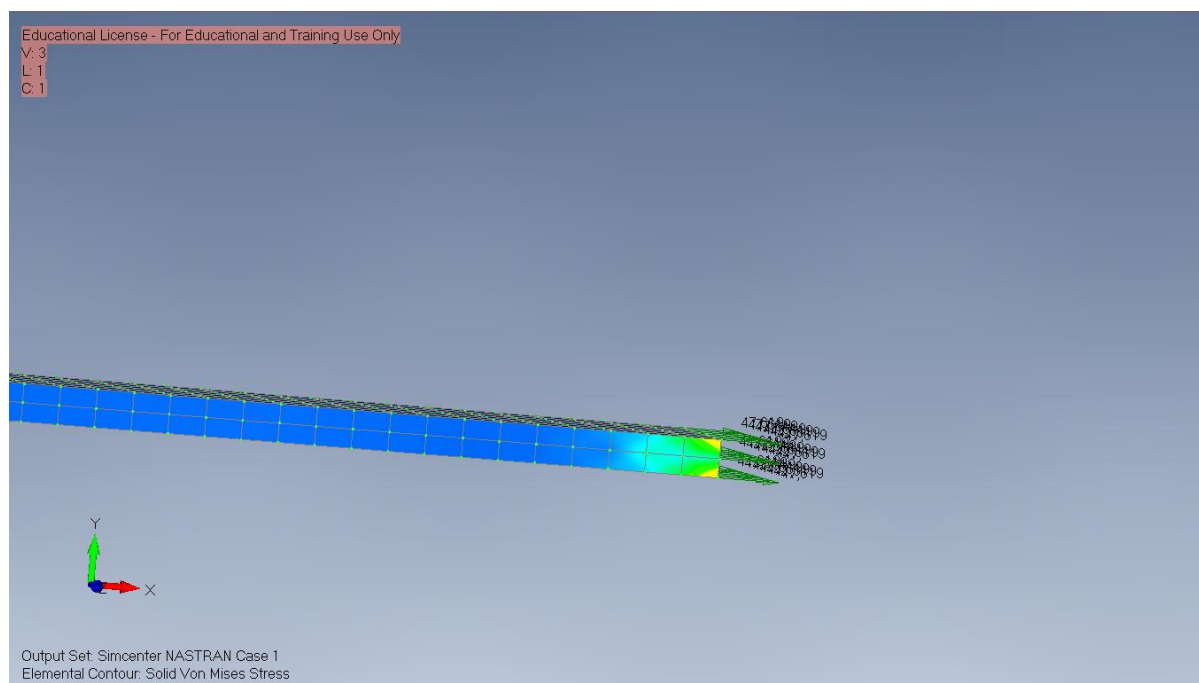 Educational License - For Educational and Training Use Only
V: 3
L: 1
C: 1
Y
X
Output Set: Simcenter NASTRAN Case 1
Elemental Contour: Solid Von Mises Stress